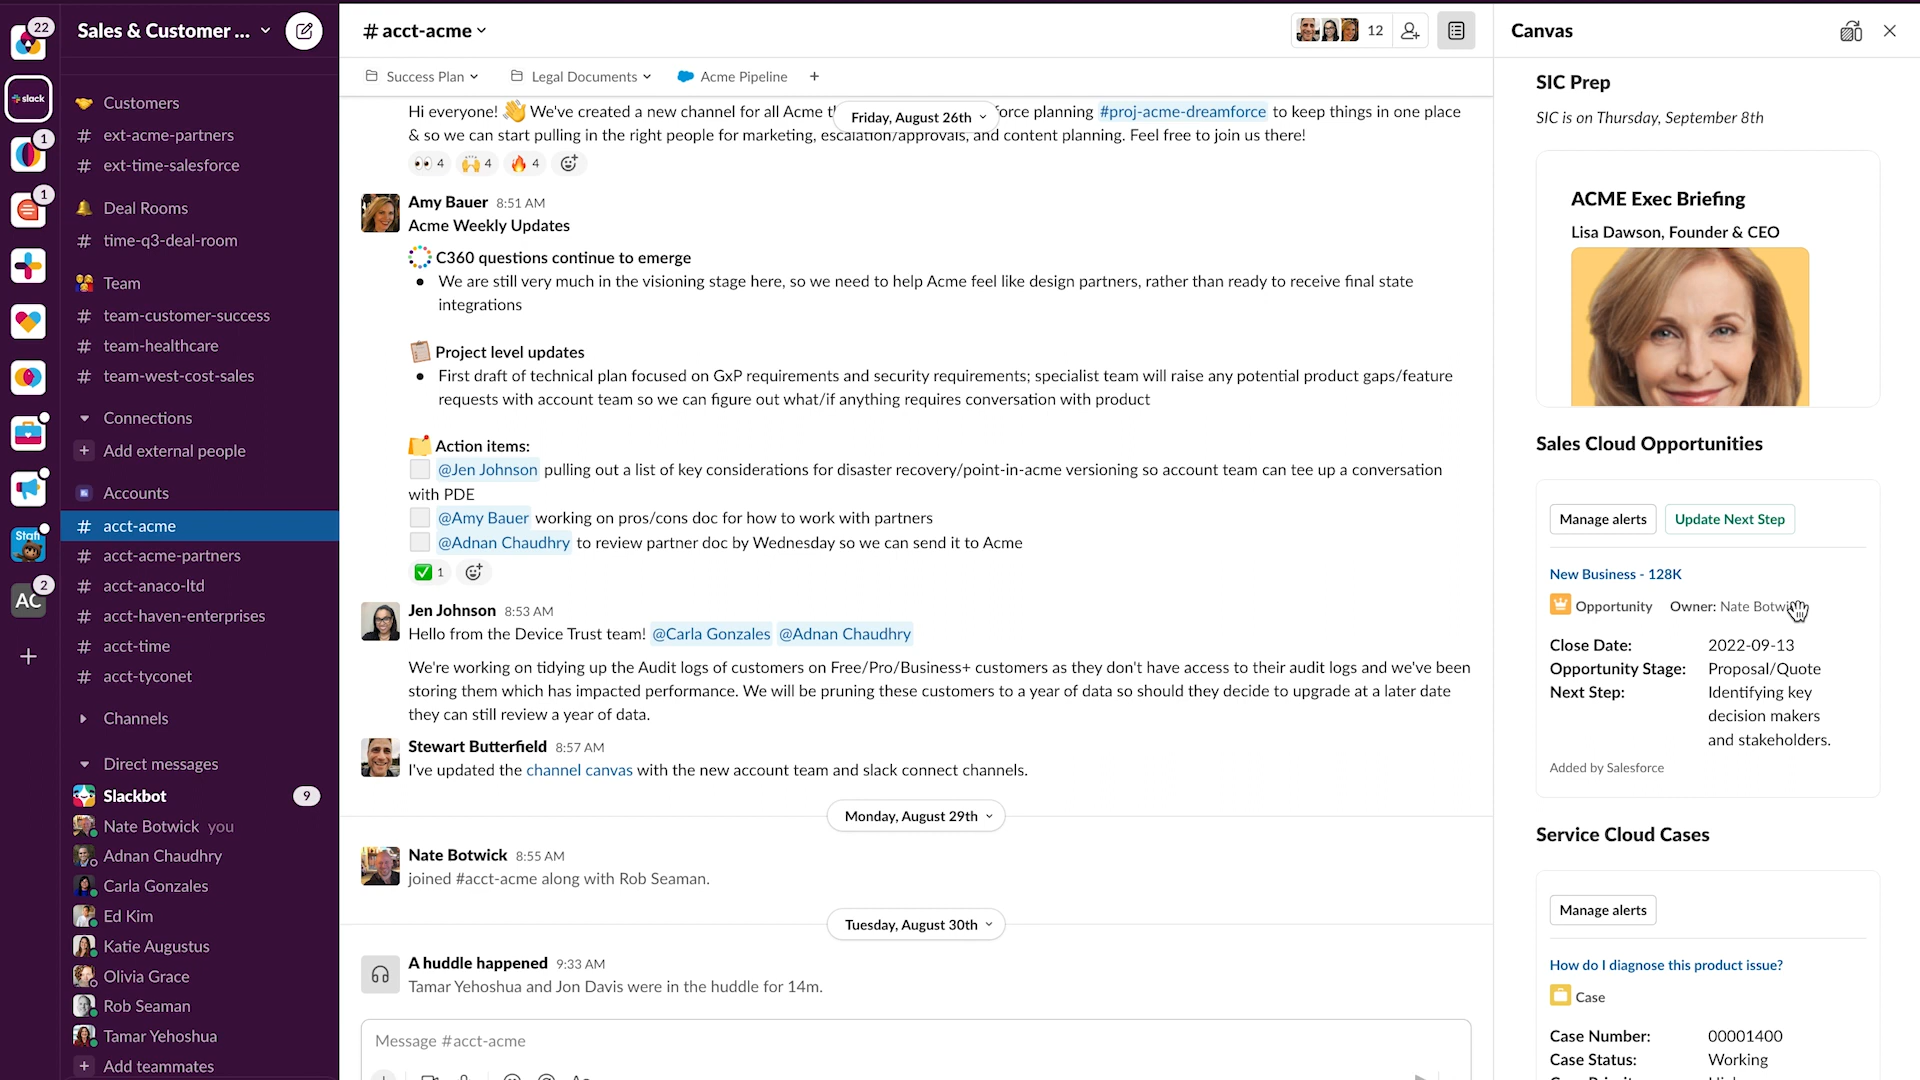 22
slack
1
1
Stafi
AC
2
Sales & Customer ...
Customers
# ext-acme-partners
# ext-time-salesforce
Deal Rooms
# time-q3-deal-room
Team
# team-customer-success
# team-healthcare
# team-west-cost-sales
Connections
+ Add external people
Accounts
# acct-acme
# acct-acme-partners
# acct-anaco-ltd
# acct-haven-enterprises
# acct-time
# acct-tyconet
Channels
Direct messages
Slackbot 9
Nate Botwick you
Adnan Chaudhry
Carla Gonzales
Ed Kim
Katie Augustus
Olivia Grace
Rob Seaman
Tamar Yehoshua
+ Add teammates
# acct-acme
12
Success Plan
Legal Documents
Acme Pipeline
+
Friday, August 26th
Hi everyone! 👋 We've created a new channel for all Acme planning #proj-acme-dreamforce to keep things in one place
& so we can start pulling in the right people for marketing, escalation/approvals, and content planning. Feel free to join us there!
👀 4 🙌 4 🔥 4
Amy Bauer 8:51 AM
Acme Weekly Updates
C360 questions continue to emerge
• We are still very much in the visioning stage here, so we need to help Acme feel like design partners, rather than ready to receive final state
integrations
Project level updates
• First draft of technical plan focused on GxP requirements and security requirements; specialist team will raise any potential product gaps/feature
requests with account team so we can figure out what/if anything requires conversation with product
Action items:
@Jen Johnson pulling out a list of key considerations for disaster recovery/point-in-acme versioning so account team can tee up a conversation
with PDE
@Amy Bauer working on pros/cons doc for how to work with partners
@Adnan Chaudhry to review partner doc by Wednesday so we can send it to Acme
✅ 1
Jen Johnson 8:53 AM
Hello from the Device Trust team! @Carla Gonzales @Adnan Chaudhry
We're working on tidying up the Audit logs of customers on Free/Pro/Business+ customers as they don't have access to their audit logs and we've been
storing them which has impacted performance. We will be pruning these customers to a year of data so should they decide to upgrade at a later date
they can still review a year of data.
Stewart Butterfield 8:57 AM
I've updated the channel canvas with the new account team and slack connect channels.
Monday, August 29th
Nate Botwick 8:55 AM
joined #acct-acme along with Rob Seaman.
Tuesday, August 30th
A huddle happened 9:33 AM
Tamar Yehoshua and Jon Davis were in the huddle for 14m.
Message #acct-acme
Canvas
SIC Prep
SIC is on Thursday, September 8th
ACME Exec Briefing
Lisa Dawson, Founder & CEO
Sales Cloud Opportunities
Manage alerts
Update Next Step
New Business - 128K
Opportunity Owner: Nate
Close Date: 2022-09-13
Opportunity Stage: Proposal/Quote
Next Step: Identifying key
decision makers
and stakeholders.
Added by Salesforce
Service Cloud Cases
Manage alerts
How do I diagnose this product issue?
Case
Case Number: 00001400
Case Status: Working